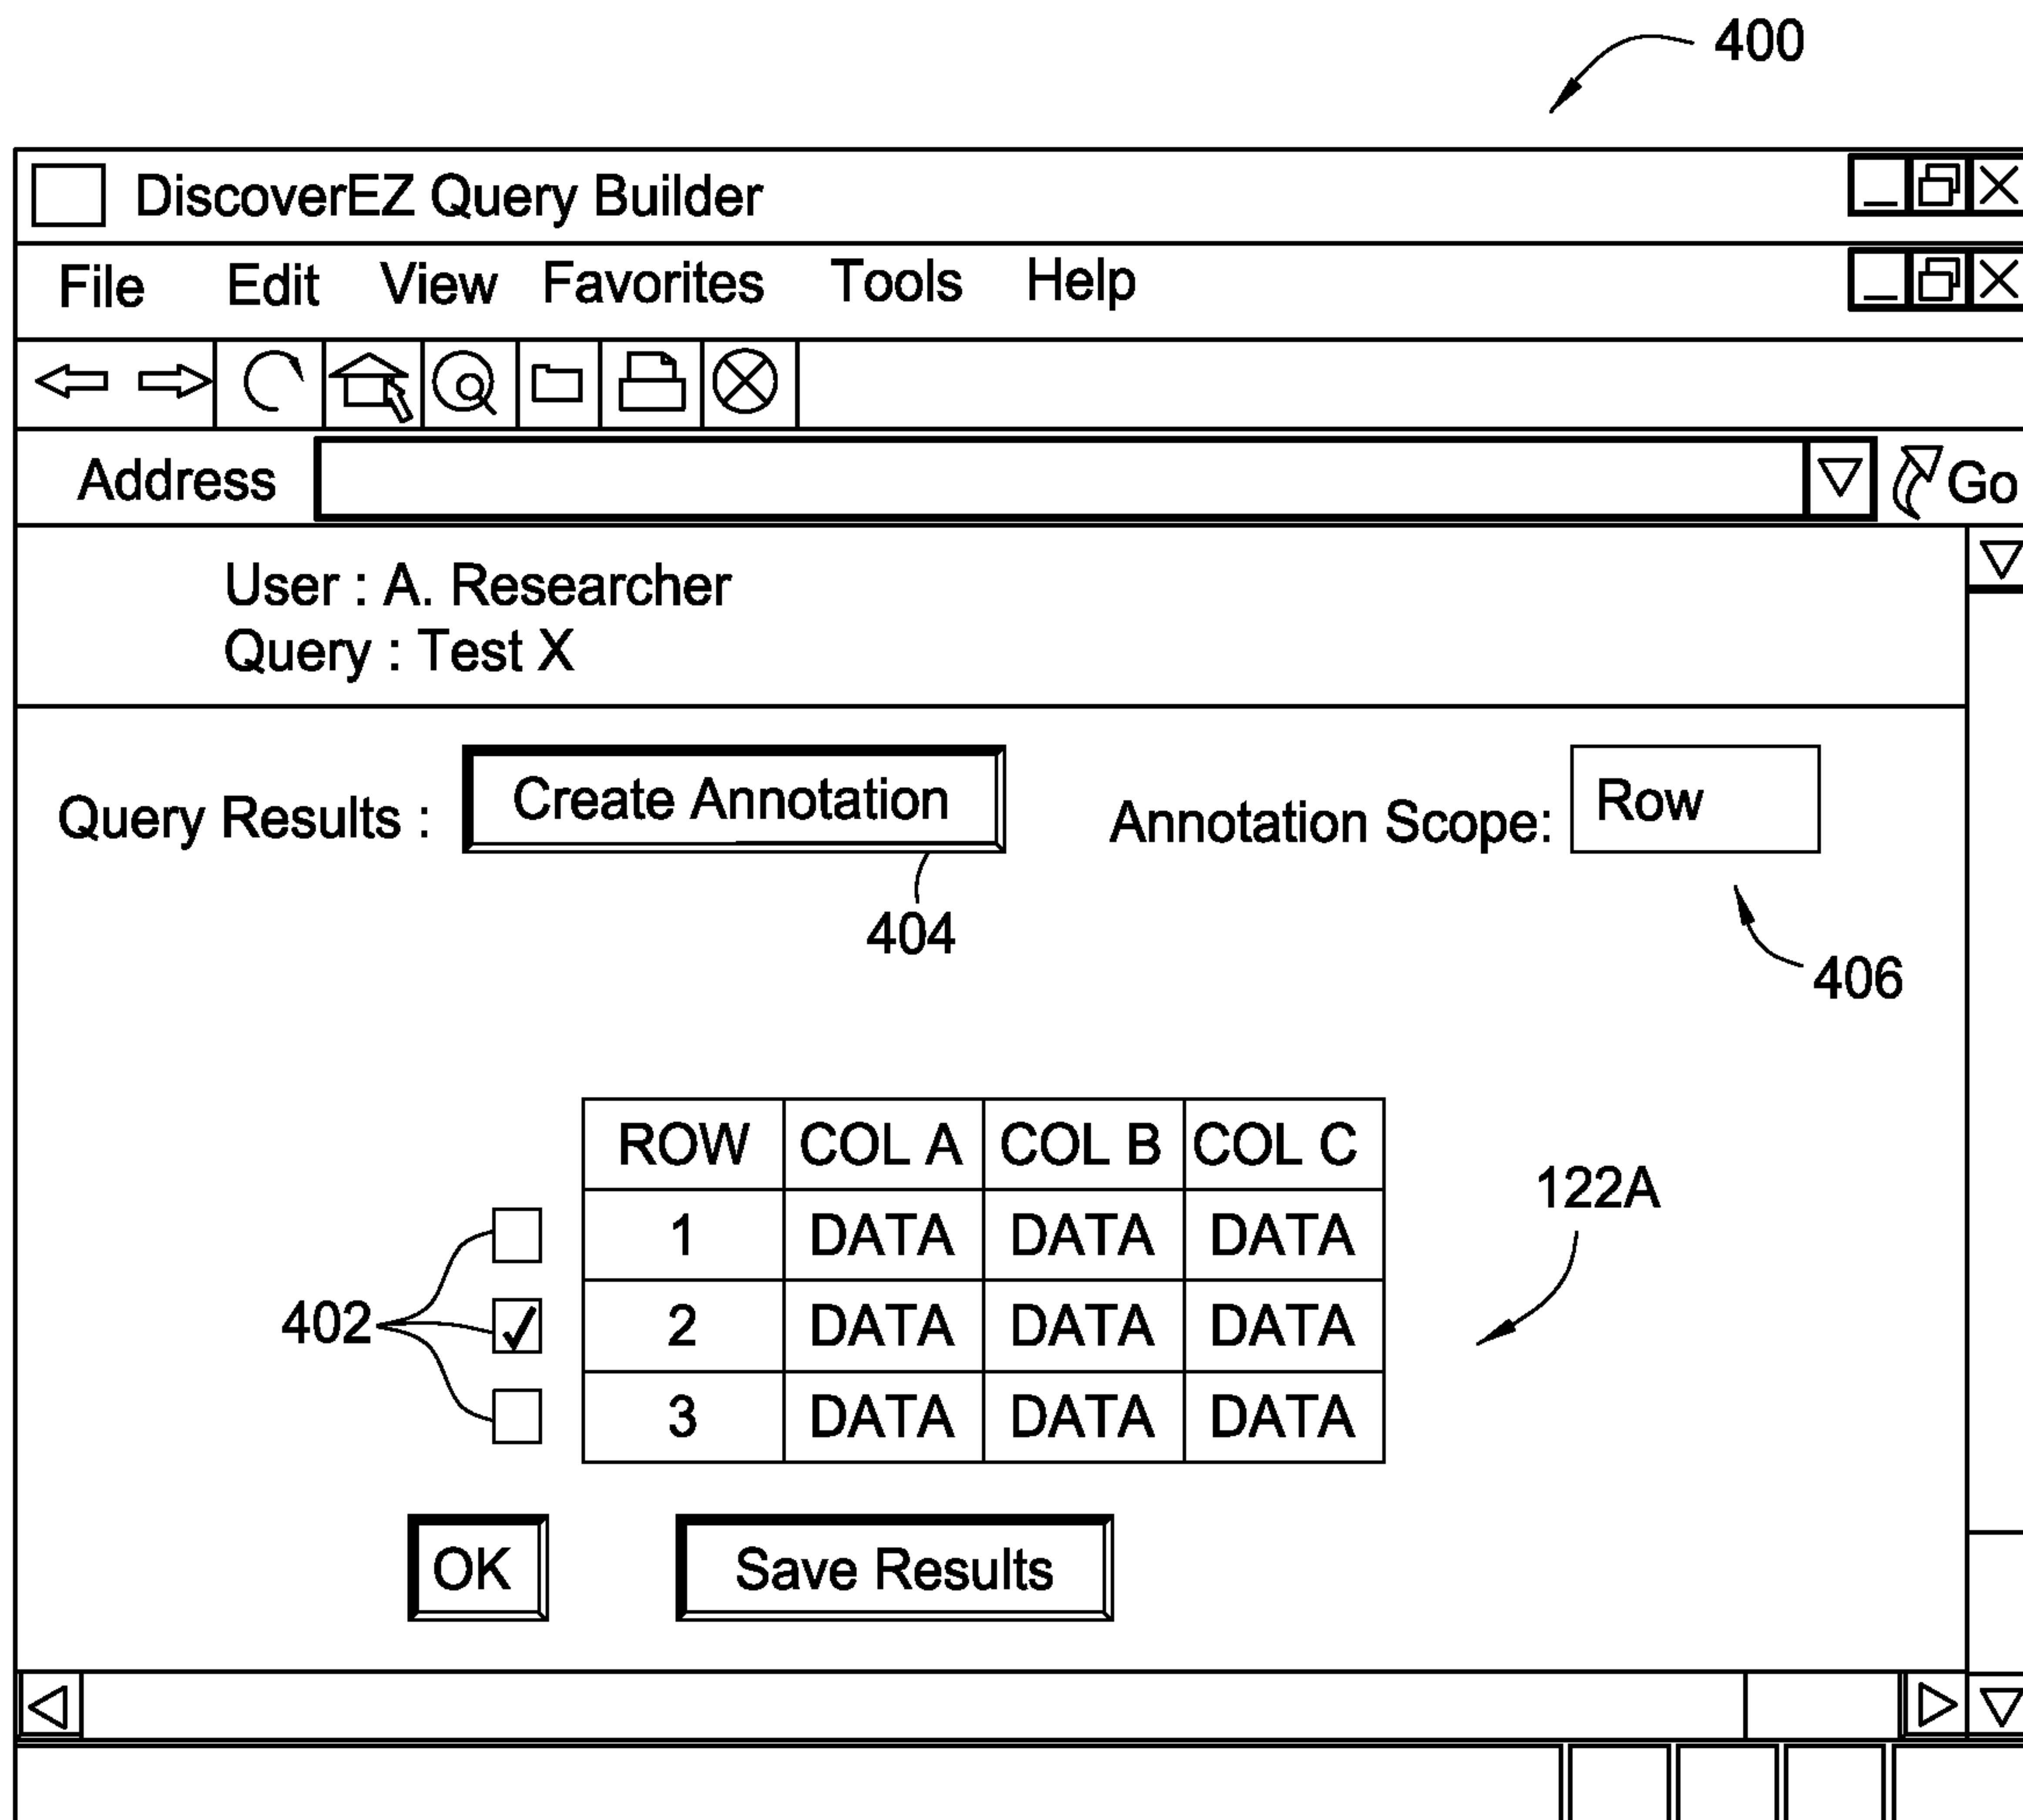 400
DiscoverEZ Query Builder
File Edit View Favorites Tools Help
Address Go
User : A. Researcher
Query : Test X
Query Results : Create Annotation Annotation Scope: Row
404
406
ROW COL A COL B COL C
122A
1 DATA DATA DATA
402 2 DATA DATA DATA
3 DATA DATA DATA
OK Save Results